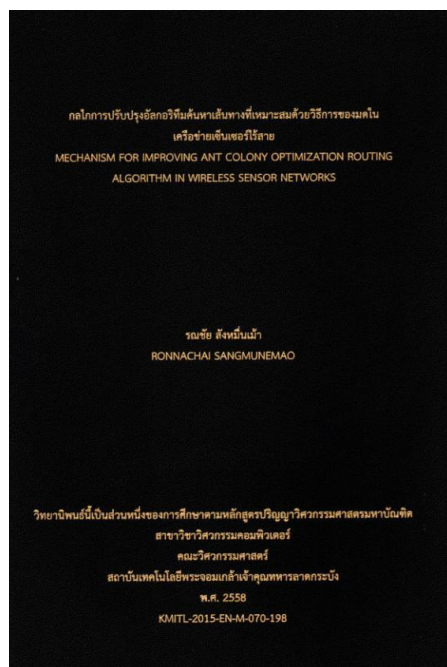 กลไกการปรับปรุงอัลกอริทึมค้นหาเส้นทางที่เหมาะสมด้วยวิธีการของมดใน
เครือข่ายเซ็นเซอร์ไร้สาย
MECHANISM FOR IMPROVING ANT COLONY OPTIMIZATION ROUTING
ALGORITHM IN WIRELESS SENSOR NETWORKS
รณชัย สังหมื่นเม้า
RONNACHAI SANGMUNEMAO
วิทยานิพนธ์นี้เป็นส่วนหนึ่งของการศึกษาตามหลักสูตรปริญญาวิศวกรรมศาสตรมหาบัณฑิต
สาขาวิชาวิศวกรรมคอมพิวเตอร์
คณะวิศวกรรมศาสตร์
สถาบันเทคโนโลยีพระจอมเกล้าเจ้าคุณทหารลาดกระบัง
พ.ศ. 2558
KMITL-2015-EN-M-070-198